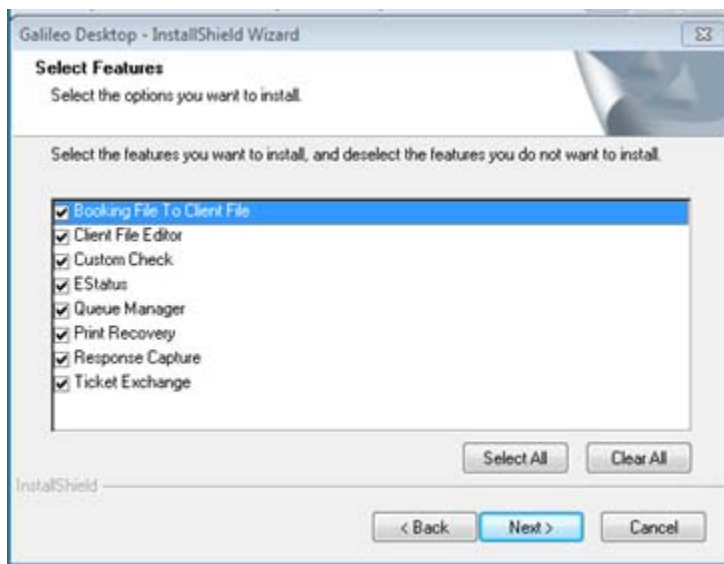 Galileo Desktop - InstallShield Wizard
Select Features
Select the options you want to install.
Select the features you want to install, and deselect the features you do not want to install.
Booking File To Client File
Client File Editor
Custom Check
EStatus
Queue Manager
Print Recovery
Response Capture
Ticket Exchange
Select All
Clear All
InstallShield
< Back
Next >
Cancel